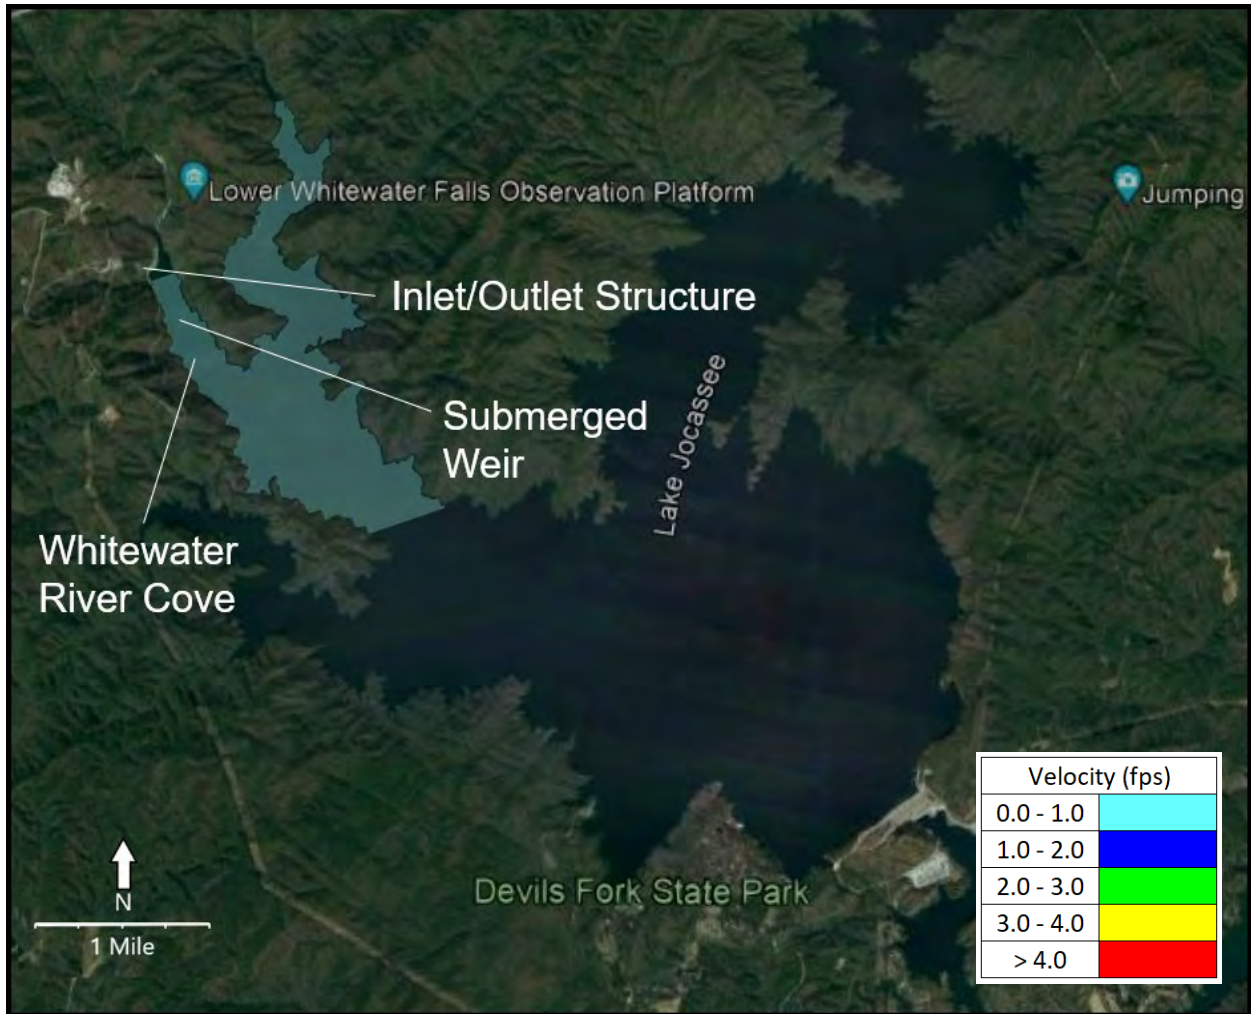 Lower Whitewater Falls Observation Platform
Jumping
Inlet/Outlet Structure
Lake Jocassee
Submerged
Weir
Whitewater
River Cove
Velocity (fps)
0.0 - 1.0
1.0 - 2.0
2.0 - 3.0
3.0 - 4.0
> 4.0
Devils Fork State Park
N
1 Mile